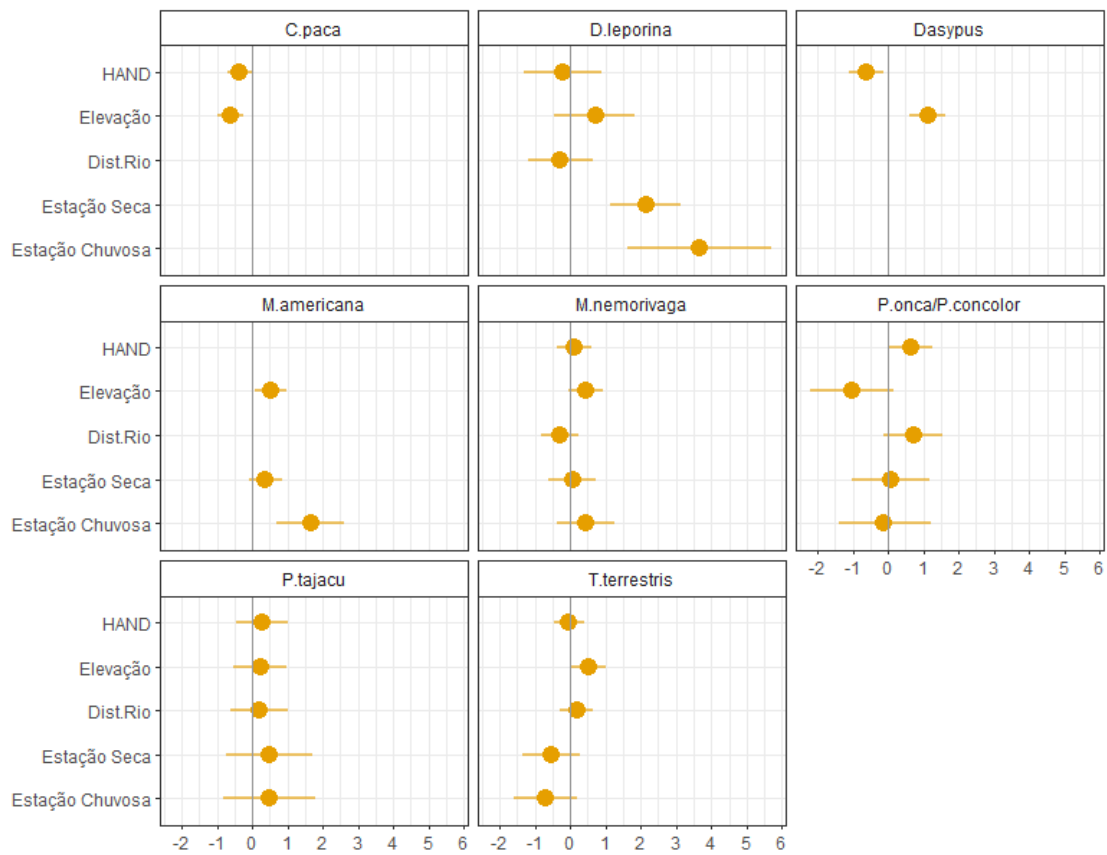 C.paca
D.leporina
Dasypus
HAND
Elevação
Dist.Rio
Estação Seca
Estação Chuvosa
M.americana
M.nemorivaga
P.onca/P.concolor
HAND
Elevação
Dist.Rio
Estação Seca
Estação Chuvosa
-2 -1 0 1 2 3 4 5 6
P.tajacu
T.terrestris
HAND
Elevação
Dist.Rio
Estação Seca
Estação Chuvosa
-2 -1 0 1 2 3 4 5 6
-2 -1 0 1 2 3 4 5 6